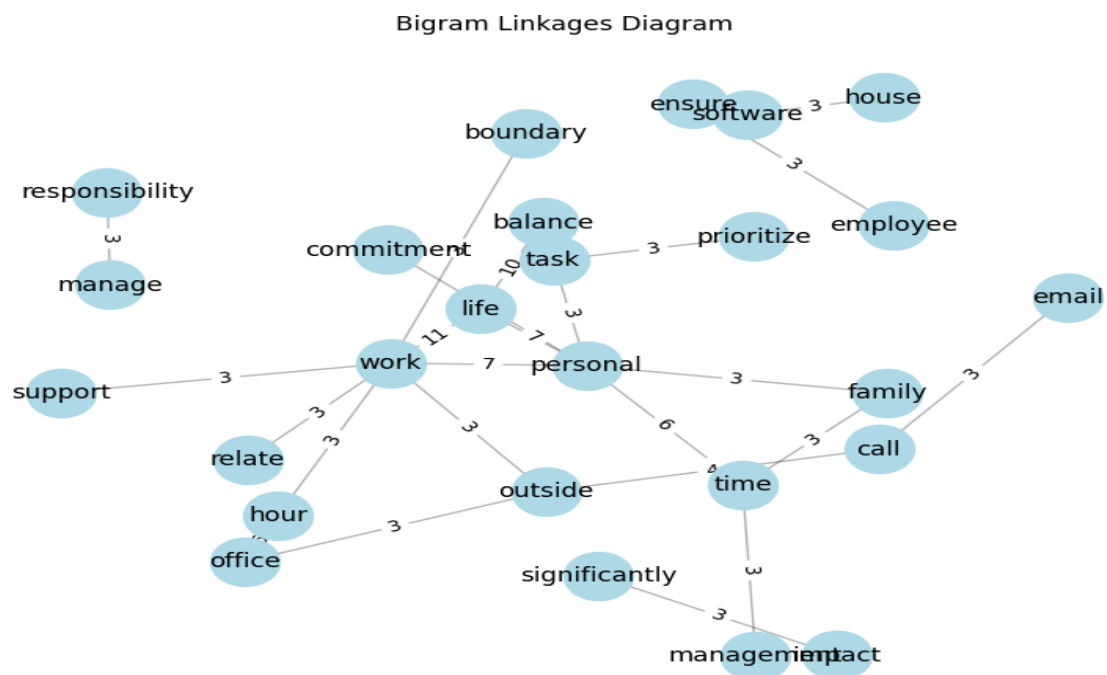 Bigram Linkages Diagram
ensure
software
3
house
boundary
3
responsibility
balance
employee
prioritize
3
commitment
3
task
10
manage
email
life
11
7
3
work
7
personal
3
3
support
3
family
6
3
3
3
3
call
relate
time
outside
hour
3
office
3
significantly
3
3
management
impact